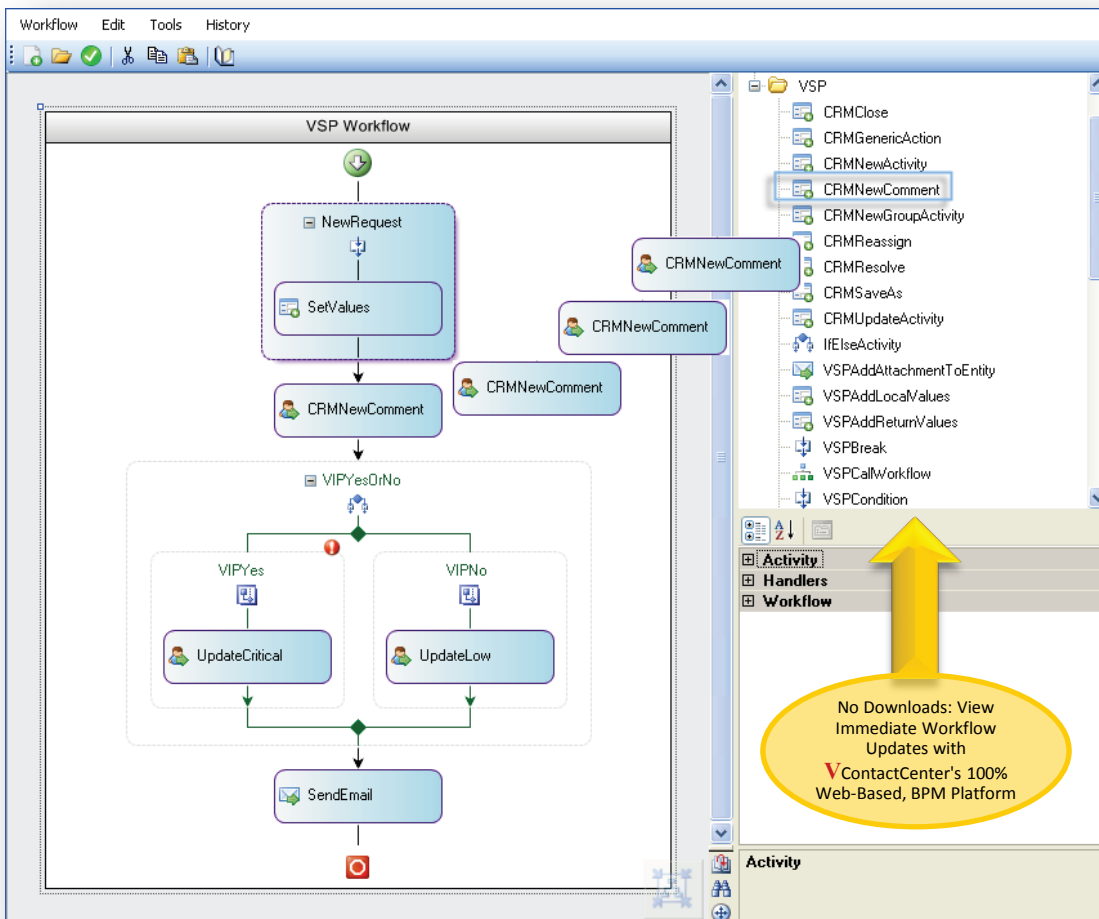 Workflow Edit Tools History
VSP Workflow
NewRequest
SetValues
CRMNewComment
CRMNewComment
CRMNewComment
CRMNewComment
VIPYesOrNo
VIPYes
VIPNo
UpdateCritical
UpdateLow
SendEmail
VSP
CRMClose
CRMGenericAction
CRMNewActivity
CRMNewComment
CRMNewGroupActivity
CRMReassign
CRMResolve
CRMSaveAs
CRMUpdateActivity
IfElseActivity
VSPAddAttachmentToEntity
VSPAddLocalValues
VSPAddReturnValues
VSPBreak
VSPCallWorkflow
VSPCondition
A
Z
Activity
Handlers
Workflow
No Downloads: View
Immediate Workflow
Updates with
VContactCenter's 100%
Web-Based, BPM Platform
Activity